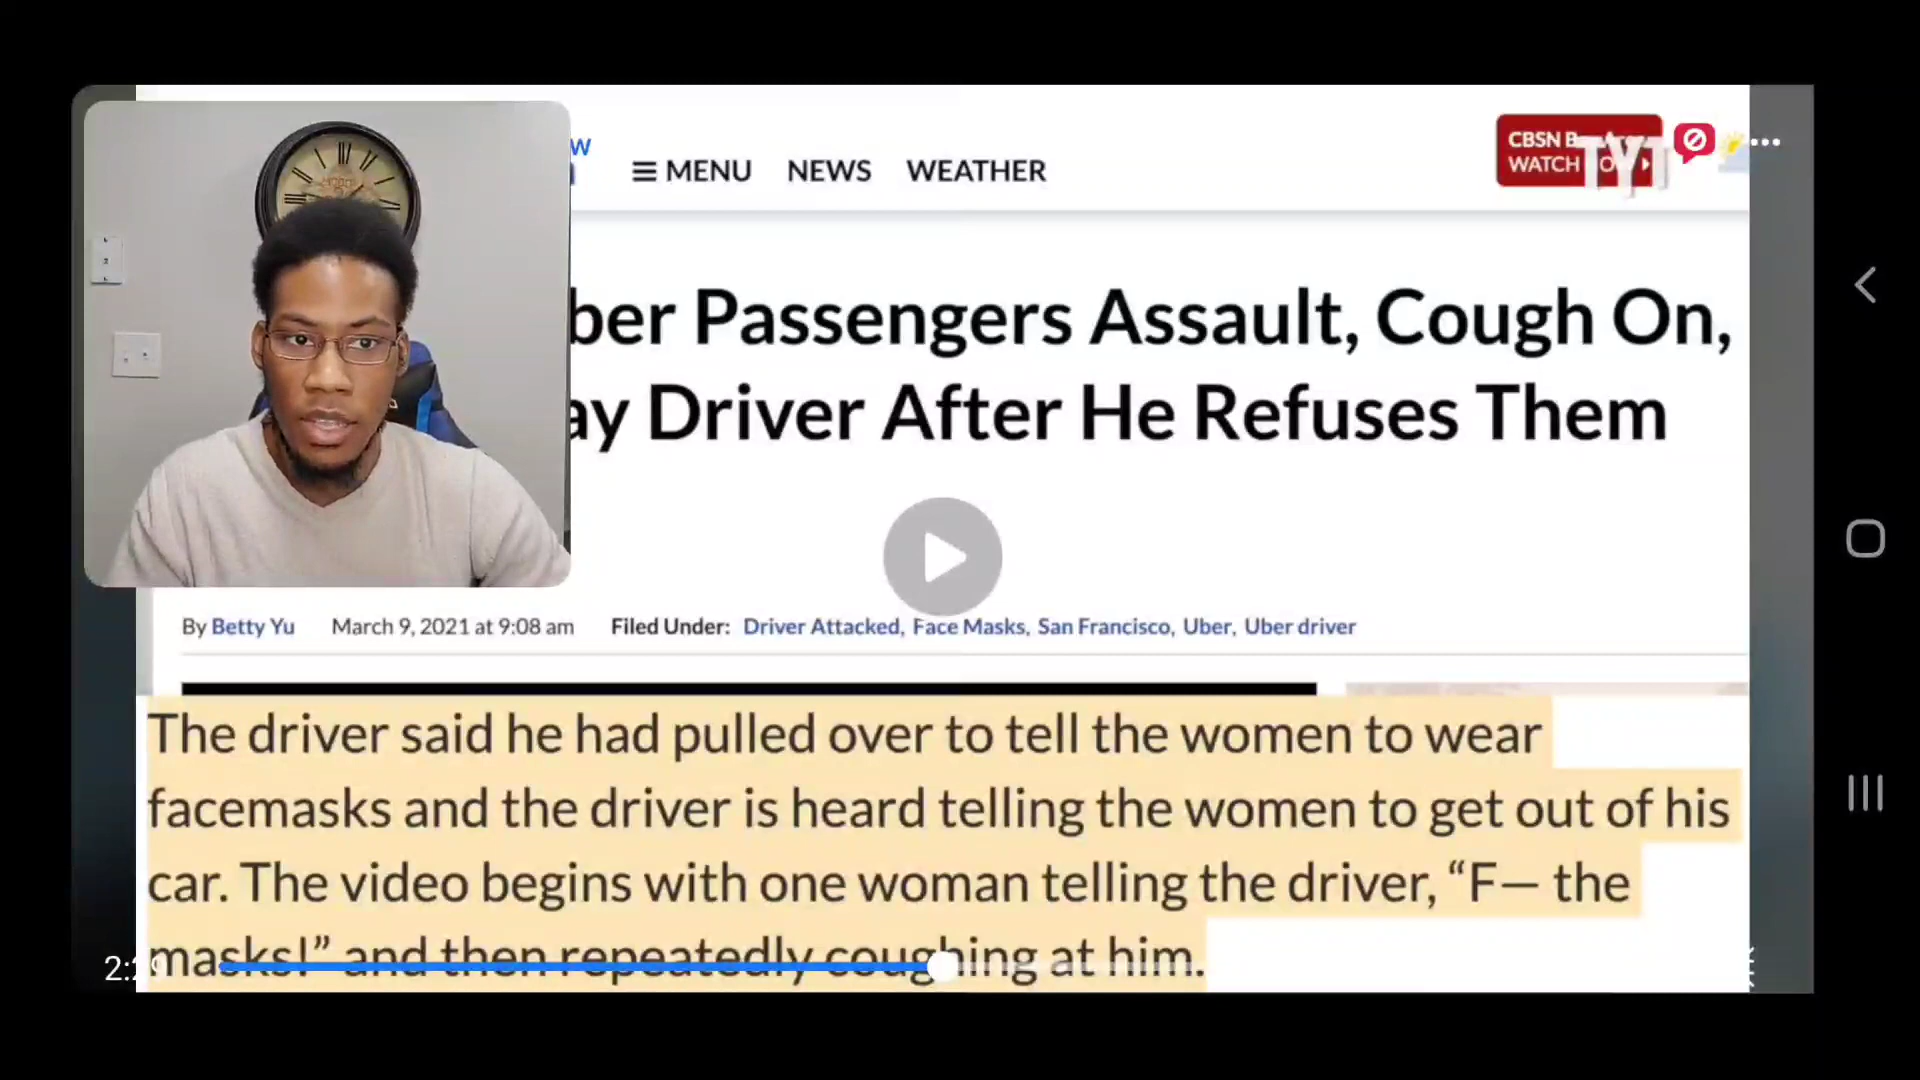 W
MENU NEWS WEATHER
CBSN
WATCH
TYT
ber Passengers Assault, Cough On,
ay Driver After He Refuses Them
By Betty Yu March 9, 2021 at 9:08 am Filed Under: Driver Attacked, Face Masks, San Francisco, Uber, Uber driver
The driver said he had pulled over to tell the women to wear
facemasks and the driver is heard telling the women to get out of his
car. The video begins with one woman telling the driver, “F— the
masks!” and then repeatedly coughing at him.